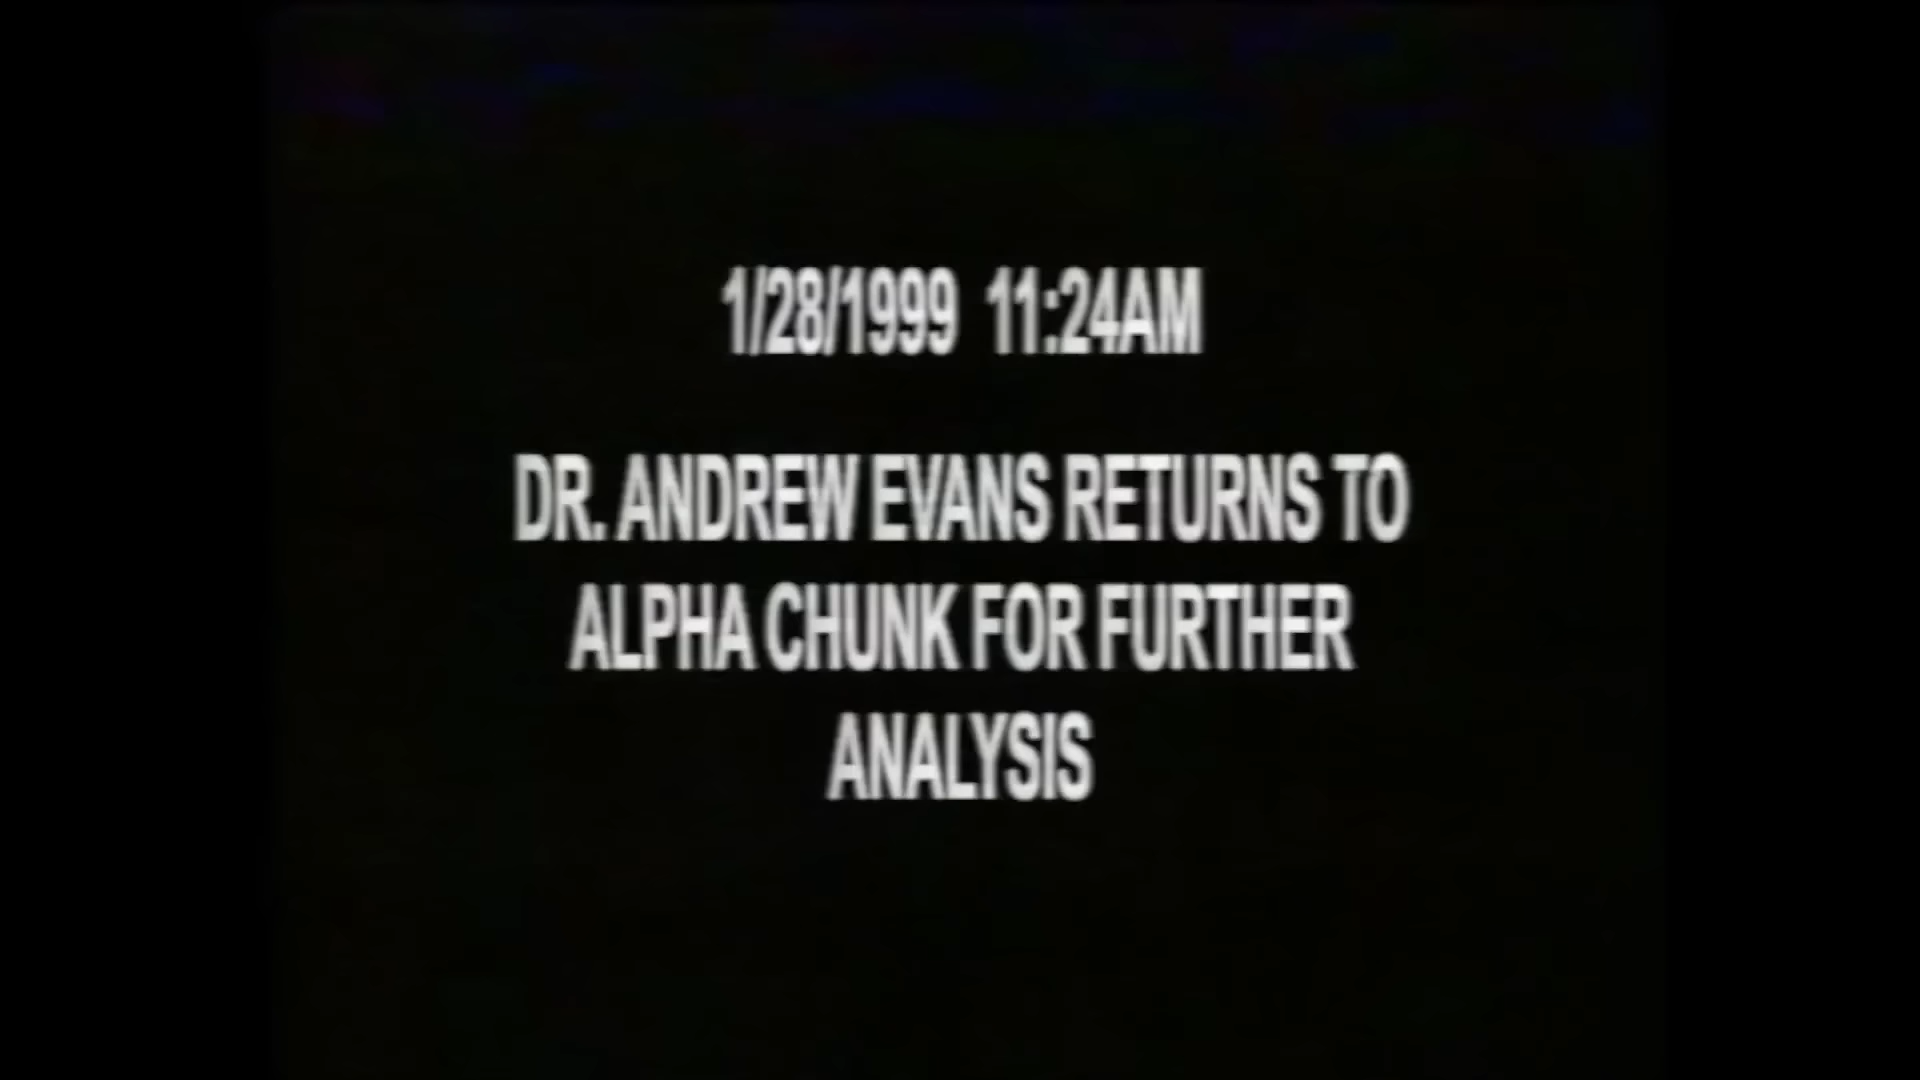 1/28/1999 11:24AM
DR. ANDREW EVANS RETURNS TO
ALPHA CHUNK FOR FURTHER
ANALYSIS